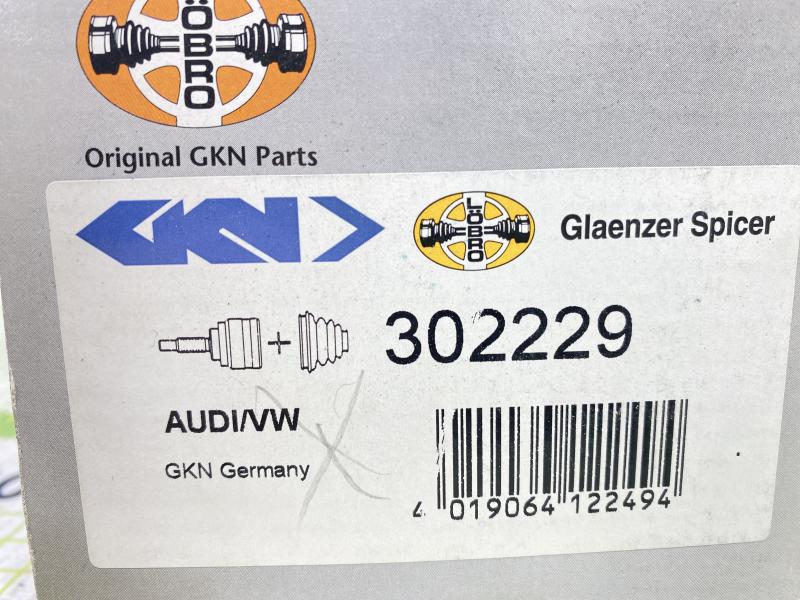 LÖBRO
Original GKN Parts
GKN
LÖBRO
Glaenzer Spicer
302229
AUDI/VW
GKN Germany
4 019064 122494